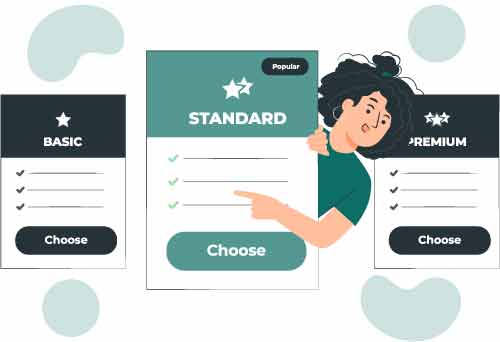 Popular
STANDARD
BASIC
PREMIUM
Choose
Choose
Choose